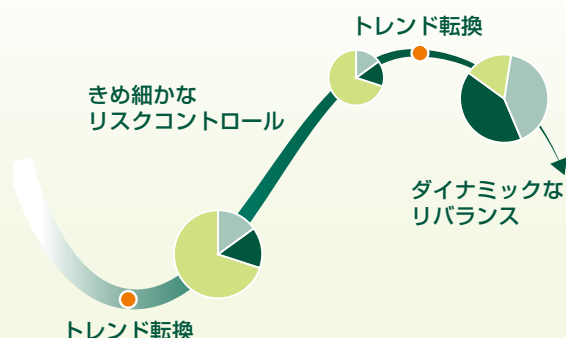 トレンド転換
きめ細かな
リスクコントロール
ダイナミックな
リバランス
トレンド転換